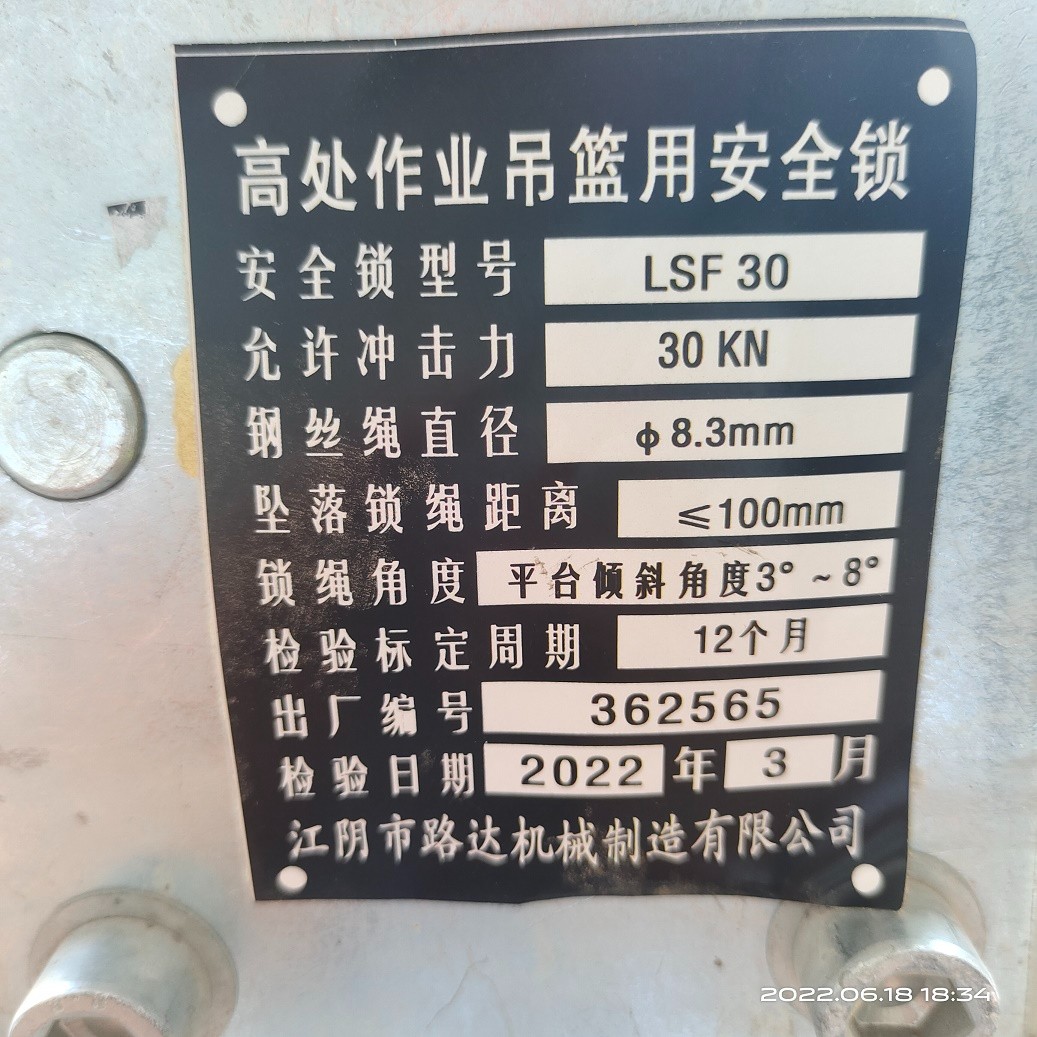 高处作业吊篮用安全锁
安全锁型号 LSF 30
允许冲击力 30 KN
钢丝绳直径 ф8.3mm
坠落锁绳距离 ≤100mm
锁绳角度 平台倾斜角度3°~8°
检验标定周期 12个月
出厂编号 362565
检验日期 2022 年 3 月
江阴市路达机械制造有限公司
2022.06.18 18:34